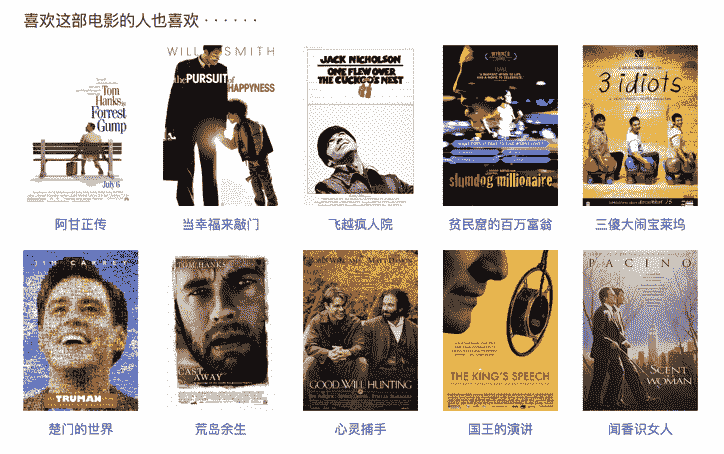 喜欢这部电影的人也喜欢 · · · · · ·
WILL SMITH
the PURSUIT of HAPPYNESS
JACK NICHOLSON
ONE FLEW OVER
THE CUCKOO'S NEST
slumdog millionaire
3 idiots
Tom
Hanks is
Forrest
Gump
July 6
阿甘正传
当幸福来敲门
飞越疯人院
贫民窟的百万富翁
三傻大闹宝莱坞
TRUMAN
TOM HANKS
CAST AWAY
GOOD WILL HUNTING
THE KING'S SPEECH
PACINO
SCENT
WOMAN
楚门的世界
荒岛余生
心灵捕手
国王的演讲
闻香识女人